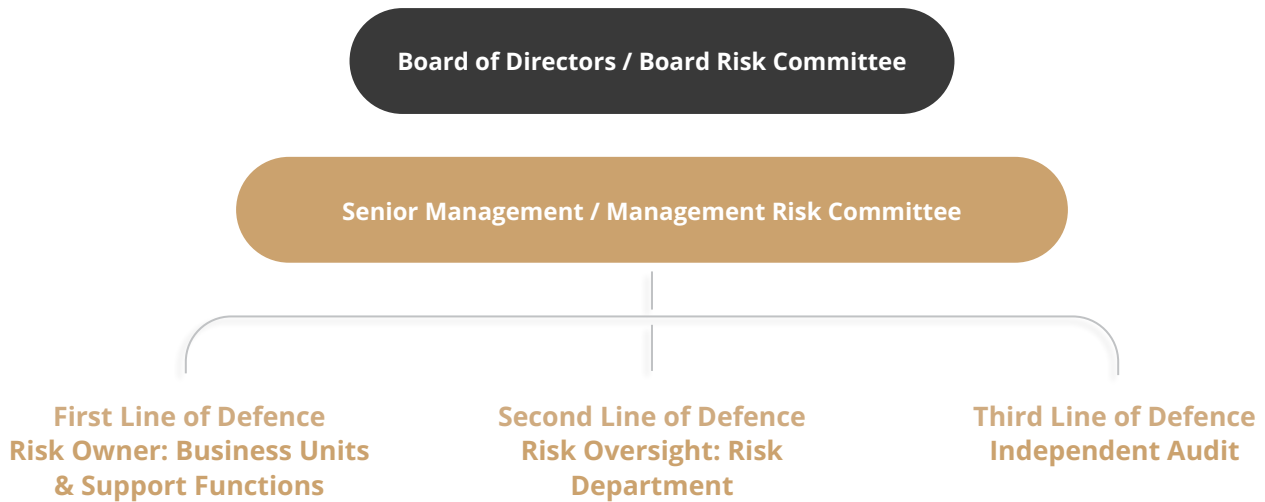 Board of Directors / Board Risk Committee
Senior Management / Management Risk Committee
First Line of Defence
Risk Owner: Business Units
& Support Functions
Second Line of Defence
Risk Oversight: Risk
Department
Third Line of Defence
Independent Audit